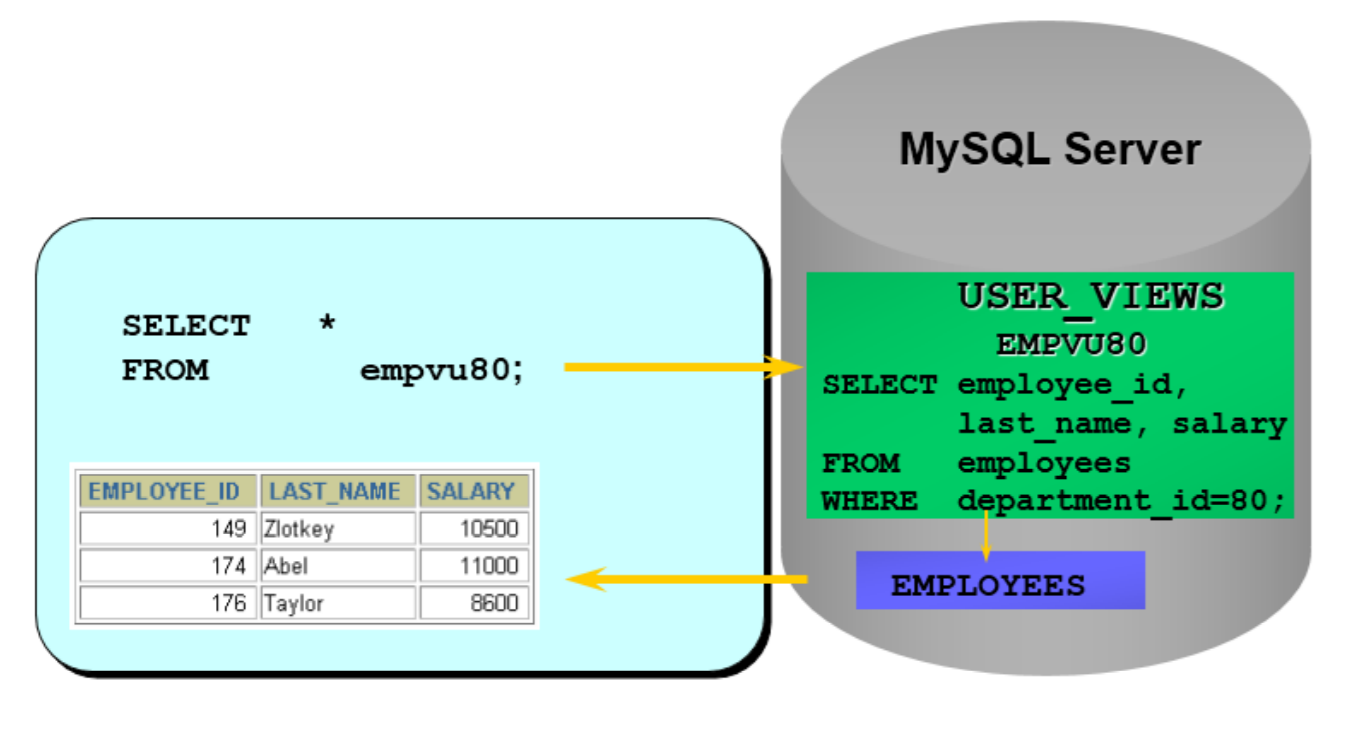 MySQL Server
SELECT *
FROM empvu80;
EMPLOYEE_ID LAST_NAME SALARY
149 Zlotkey 10500
174 Abel 11000
176 Taylor 8600
USER_VIEWS
EMPVU80
SELECT employee_id,
last_name, salary
FROM employees
WHERE department_id=80;
EMPLOYEES